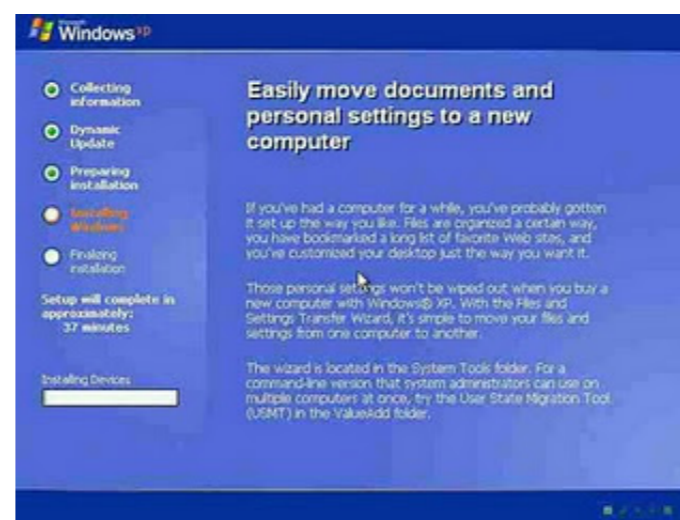 Microsoft
Windows xp
Collecting
information
Dynamic
Update
Preparing
installation
Installing
Windows
Finalizing
installation
Setup will complete in
approximately:
37 minutes
Installing Devices
Easily move documents and
personal settings to a new
computer
If you've had a computer for a while, you've probably gotten
it set up the way you like. Files are organized a certain way,
you have bookmarked a long list of favorite Web sites, and
you've customized your desktop just the way you want it.
Those personal settings won't be wiped out when you buy a
new computer with Windows® XP. With the Files and
Settings Transfer Wizard, it's simple to move your files and
settings from one computer to another.
The wizard is located in the System Tools folder. For a
command-line version that system administrators can use on
multiple computers at once, try the User State Migration Tool
(USMT) in the ValueAdd folder.